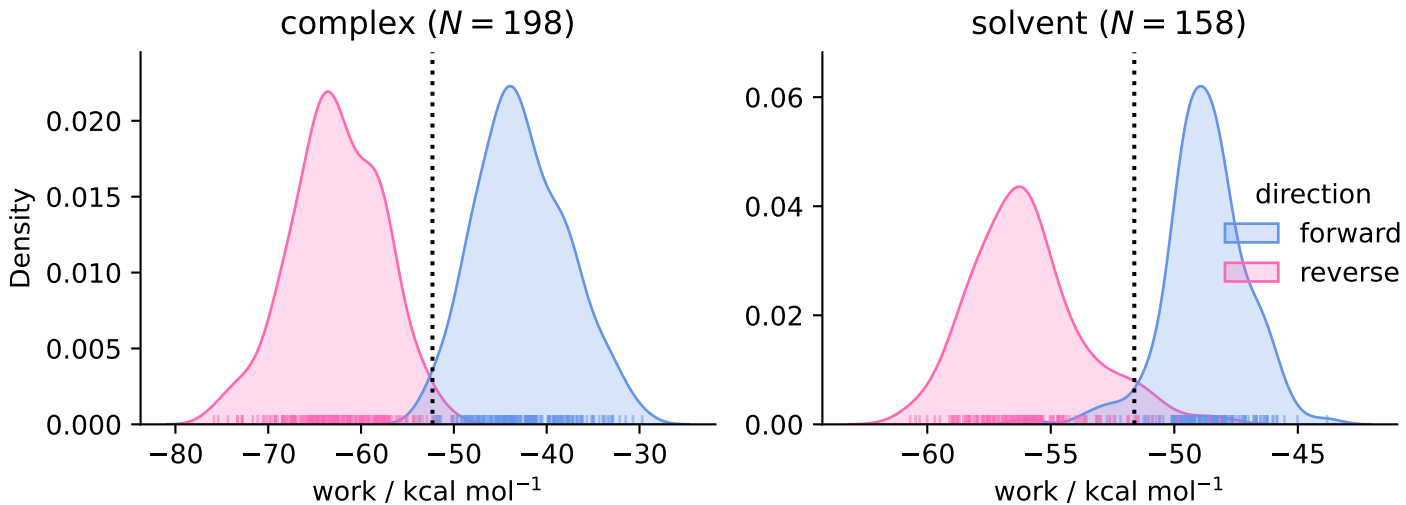 complex (N = 198)
Density
0.020
0.015
0.010
0.005
0.000
−80 −70 −60 −50 −40 −30
work / kcal mol⁻¹
solvent (N = 158)
0.06
0.04
0.02
0.00
−60 −55 −50 −45
work / kcal mol⁻¹
direction
forward
reverse